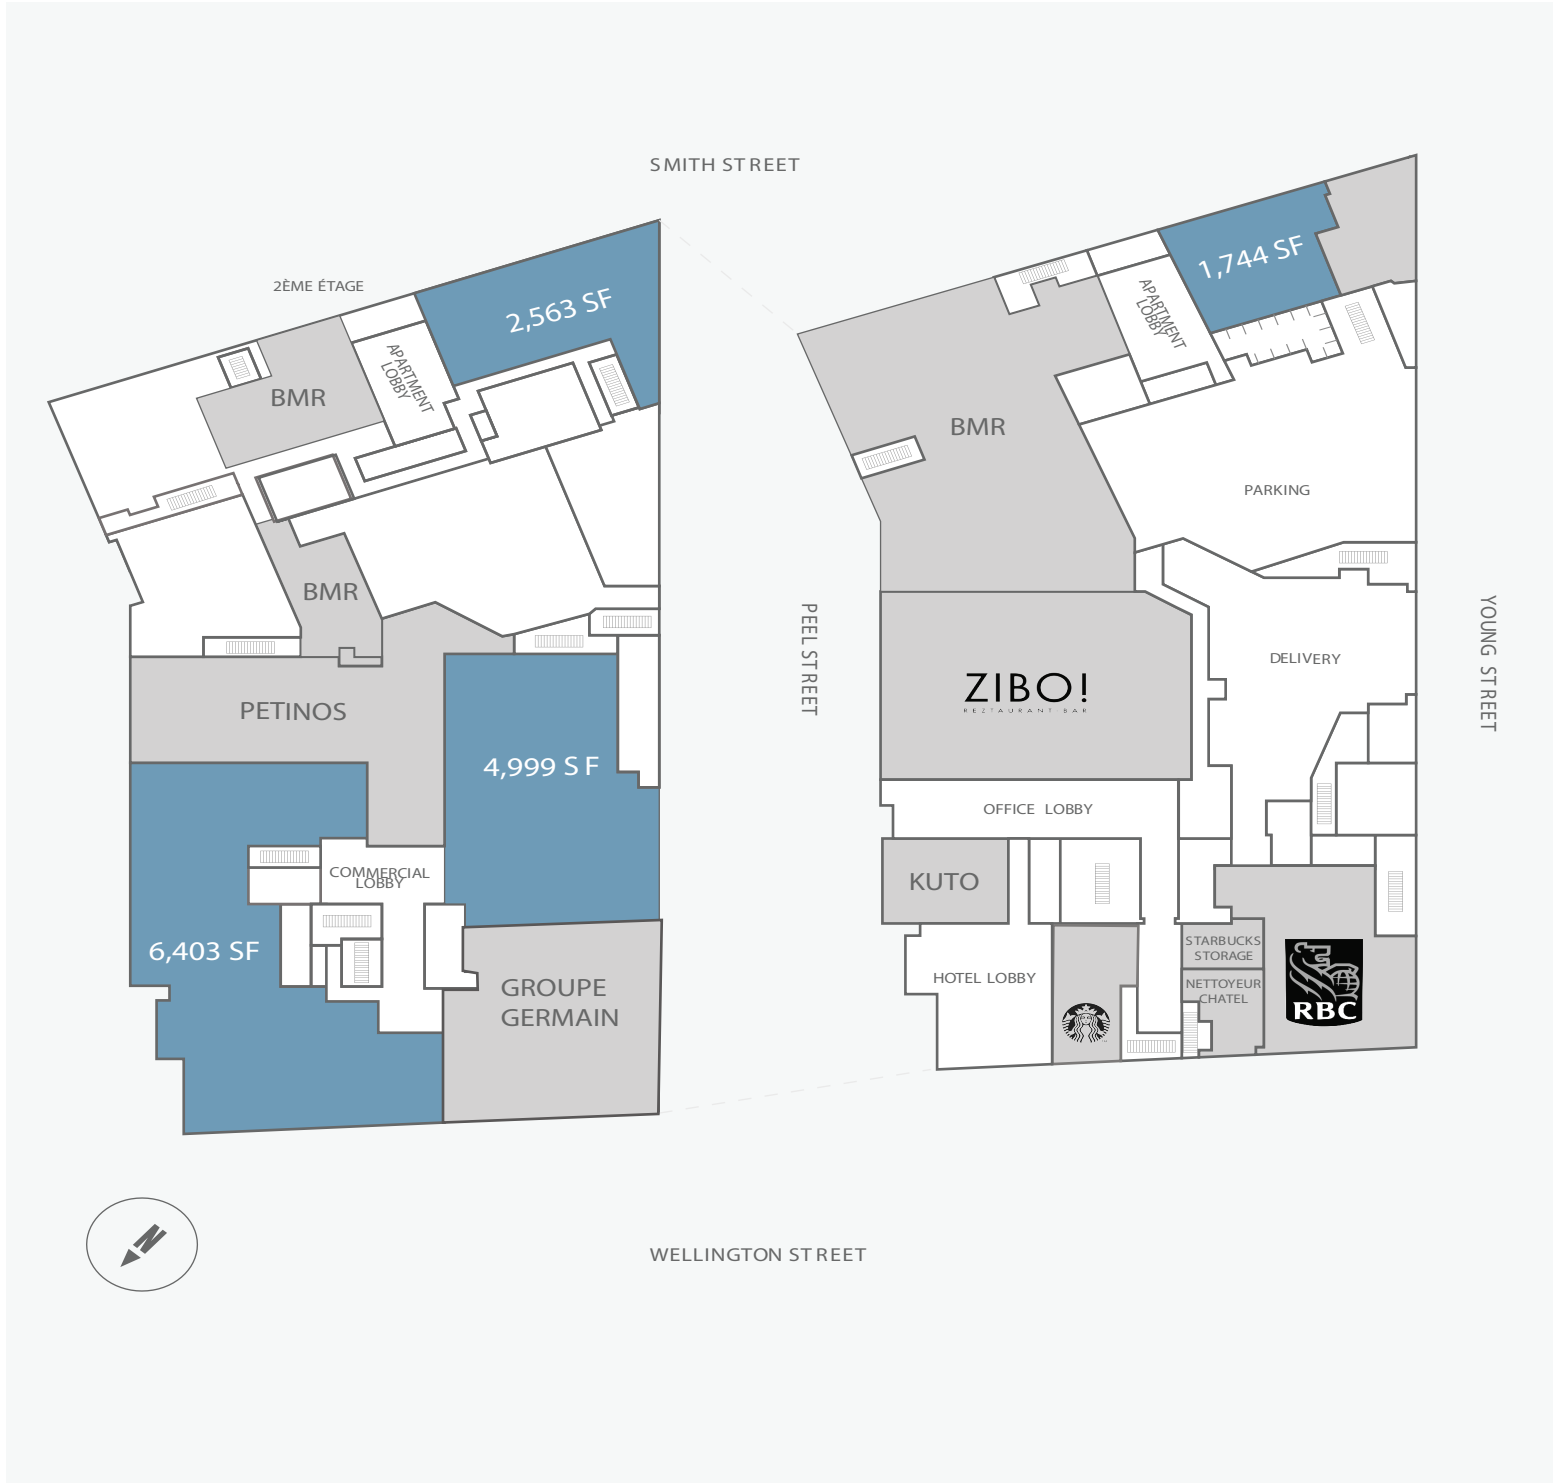 SMITH STREET
2ÈME ÉTAGE
2,563 SF
1,744 SF
APARTMENT
LOBBY
APARTMENT
LOBBY
BMR
BMR
PARKING
BMR
PEEL STREET
YOUNG STREET
DELIVERY
ZIBO!
REZTAURANT-BAR
PETINOS
4,999 SF
OFFICE LOBBY
COMMERCIAL
LOBBY
KUTO
6,403 SF
STARBUCKS
STORAGE
HOTEL LOBBY
NETTOYEUR
CHATEL
GROUPE
GERMAIN
RBC
N
WELLINGTON STREET